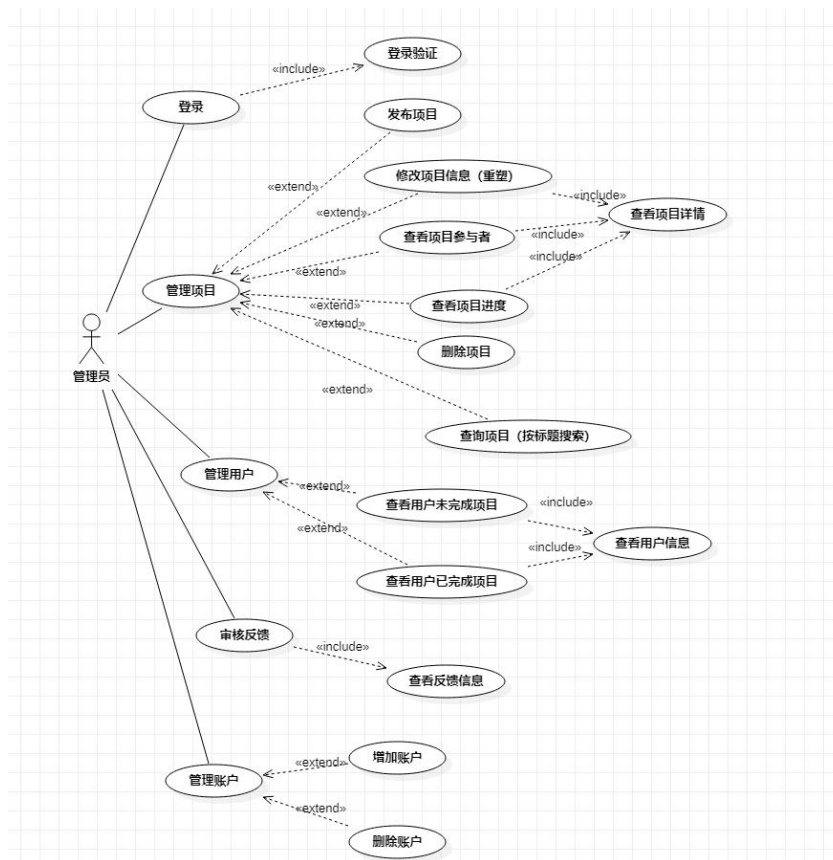 登录验证
«include»
登录
发布项目
«extend»
修改项目信息（重塑）
«include»
查看项目详情
«extend»
查看项目参与者
«include»
«include»
«extend»
管理项目
查看项目进度
«extend»
«extend»
删除项目
管理员
«extend»
查询项目（按标题搜索）
管理用户
«extend»
查看用户未完成项目
«include»
«extend»
查看用户信息
«include»
查看用户已完成项目
审核反馈
«include»
查看反馈信息
增加账户
«extend»
管理账户
«extend»
删除账户